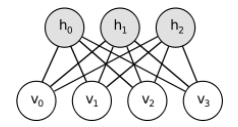 h₀ h₁ h₂
v₀ v₁ v₂ v₃